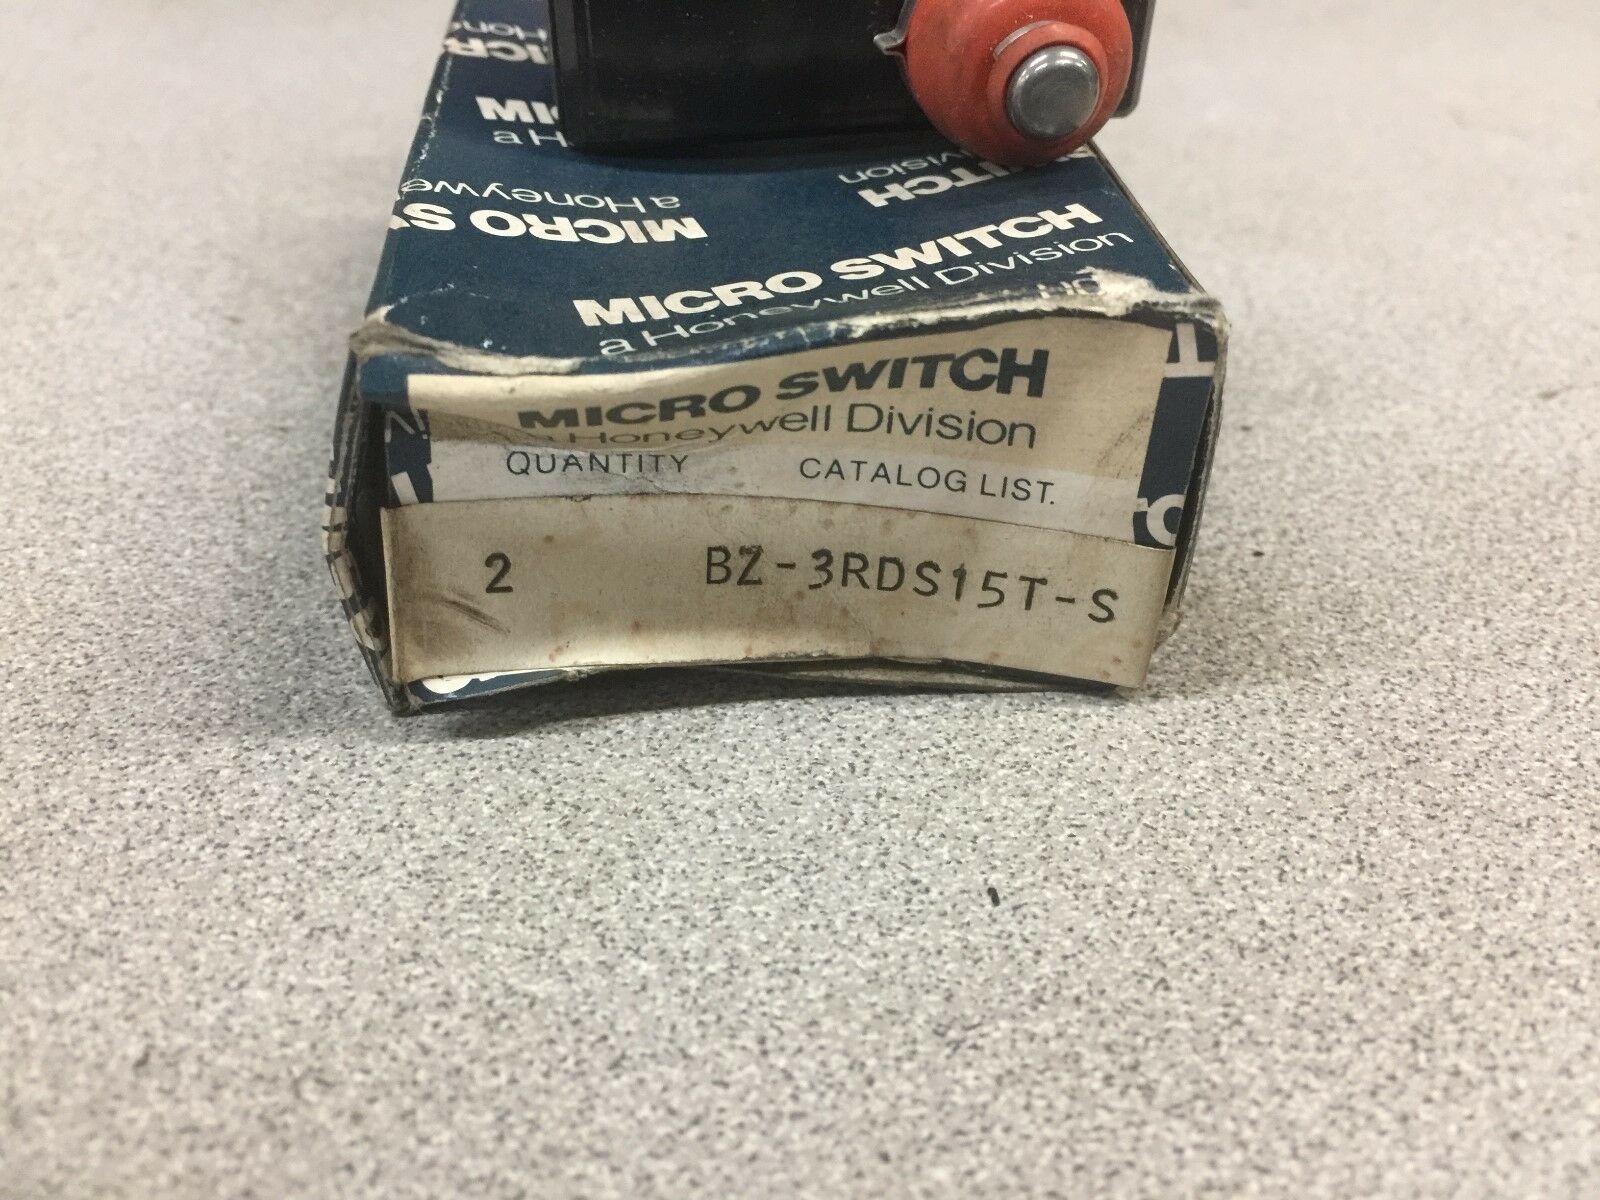 MICRO SWITCH
a Honeywell Division
MICRO SWITCH
a Honeywell Division
QUANTITY CATALOG LIST.
2 BZ-3RDS15T-S